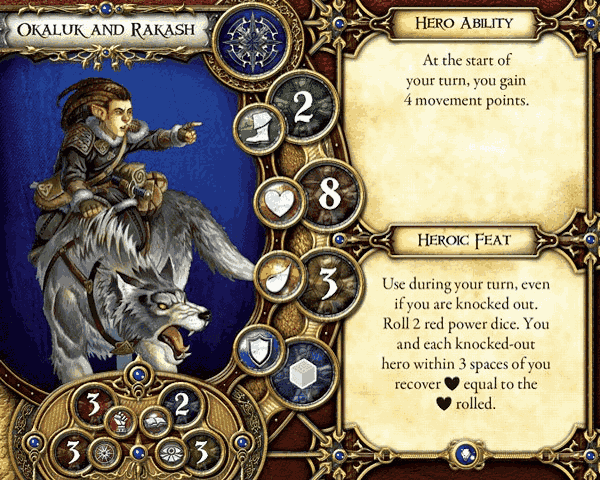 Okaluk and Rakash
2
8
3
3
2
3
3
Hero Ability
At the start of
your turn, you gain
4 movement points.
Heroic Feat
Use during your turn, even
if you are knocked out.
Roll 2 red power dice. You
and each knocked-out
hero within 3 spaces of you
recover ♥ equal to the
♥ rolled.